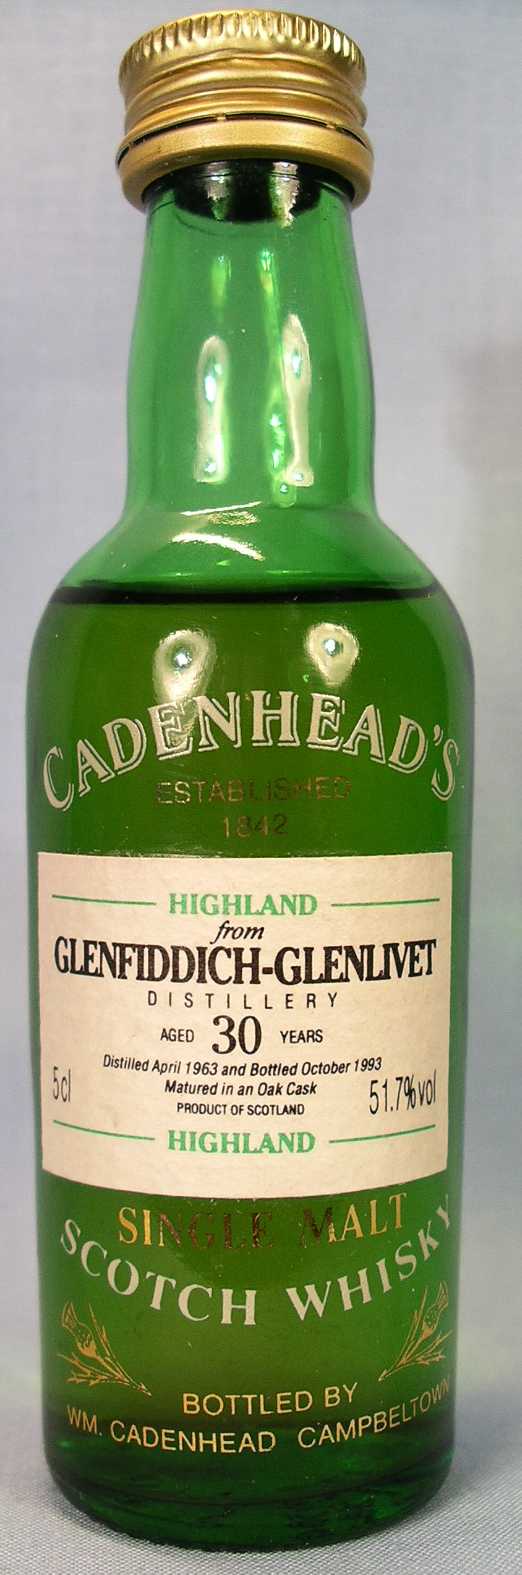 CADENHEAD'S
ESTABLISHED
1842
HIGHLAND
from
GLENFIDDICH-GLENLIVET
DISTILLERY
AGED 30 YEARS
Distilled April 1963 and Bottled October 1993
Matured in an Oak Cask
5cl 51.7%vol
PRODUCT OF SCOTLAND
HIGHLAND
SINGLE MALT
SCOTCH WHISKY
BOTTLED BY
WM. CADENHEAD CAMPBELTOWN